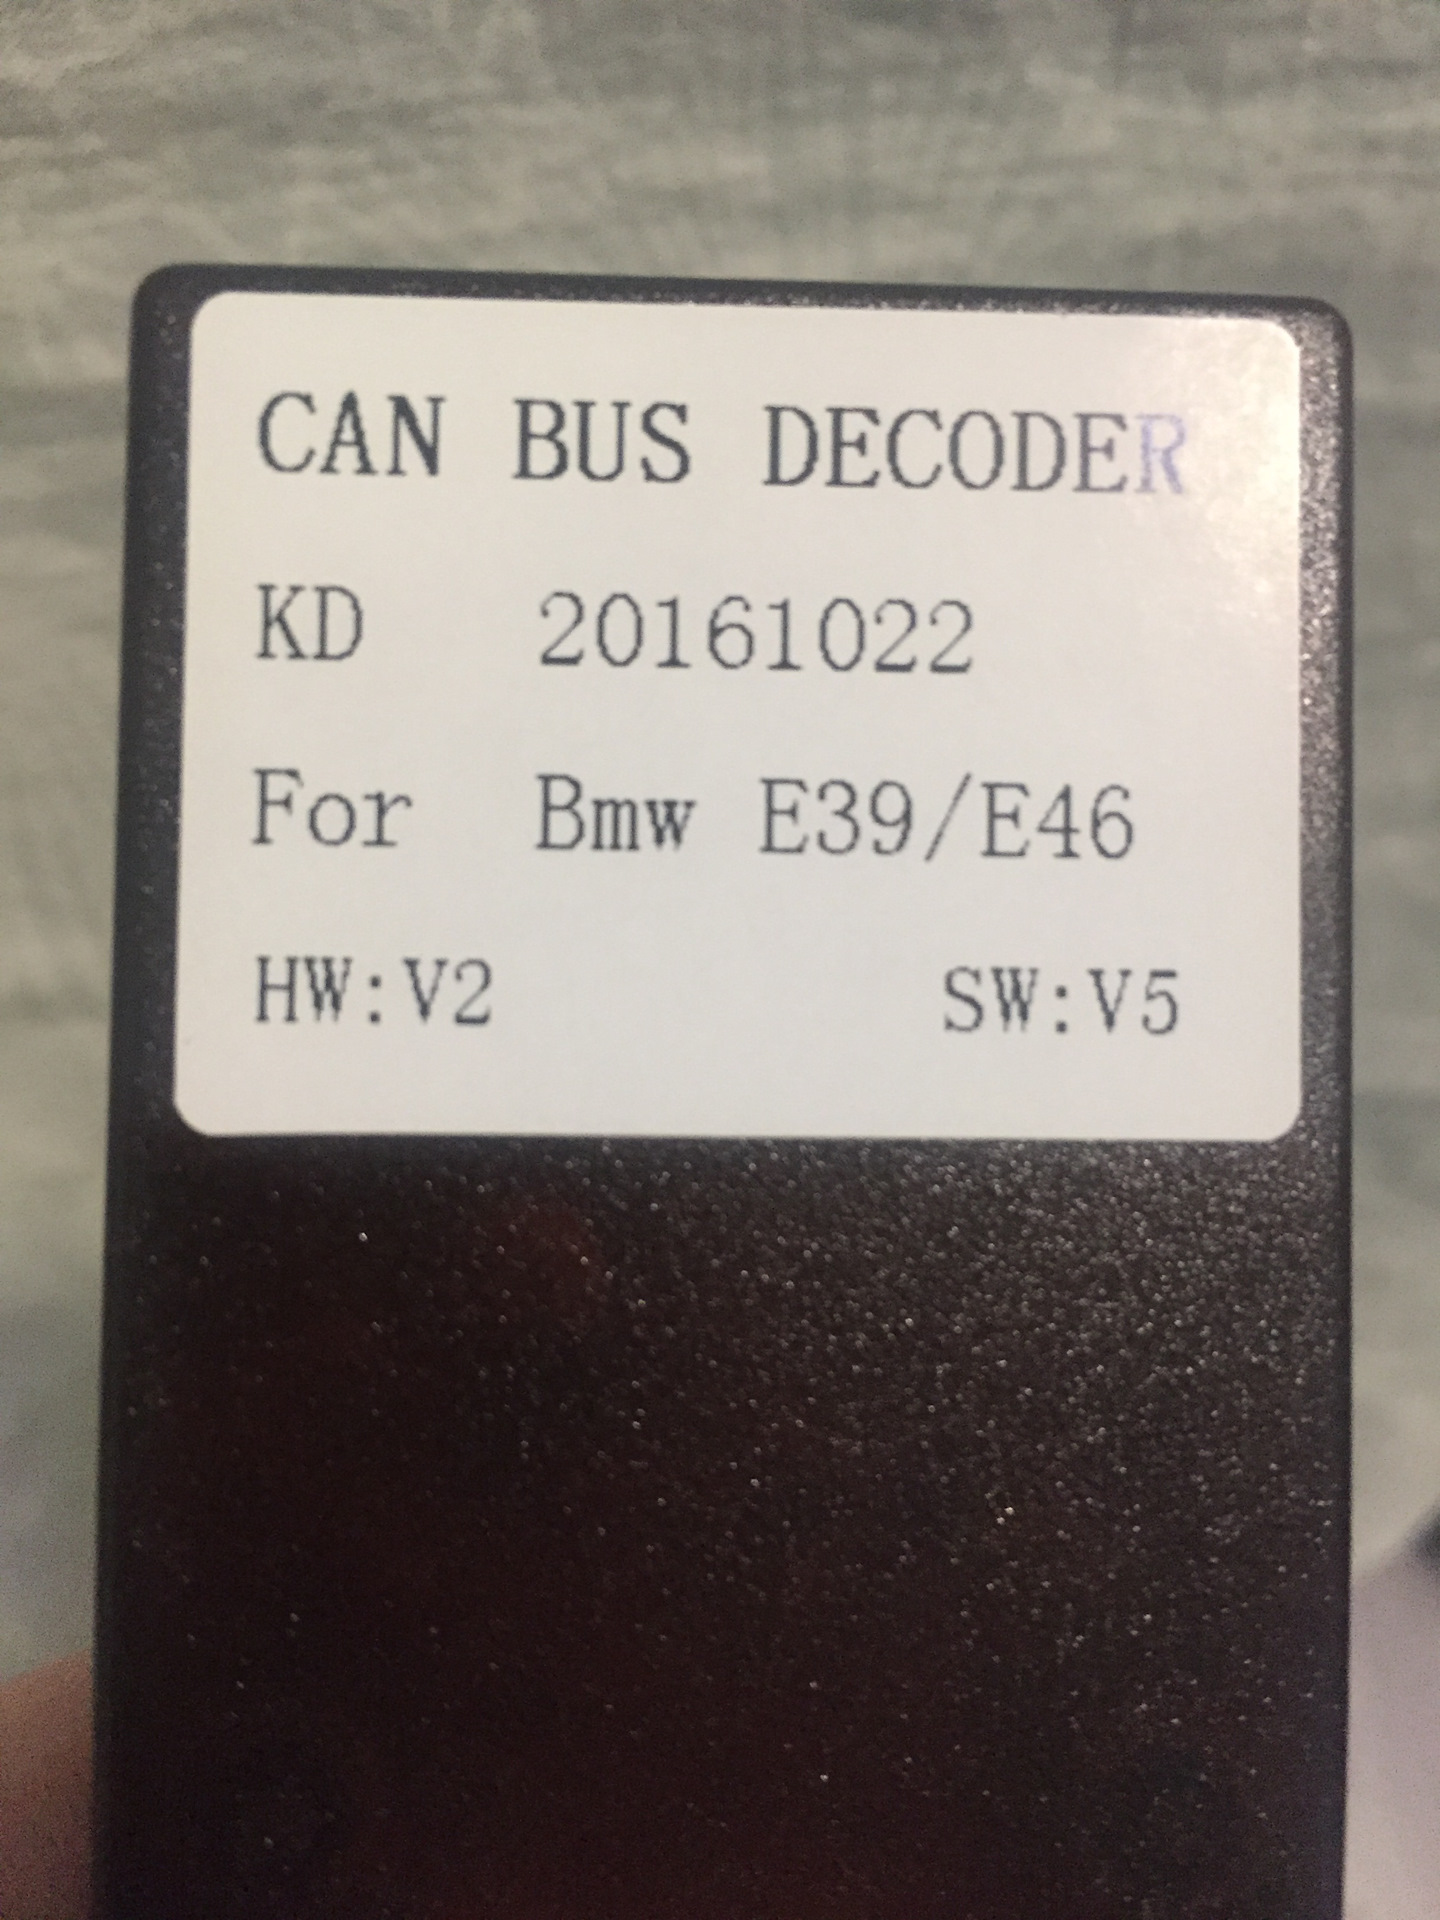 CAN BUS DECODER
KD 20161022
For Bmw E39/E46
HW:V2 SW:V5